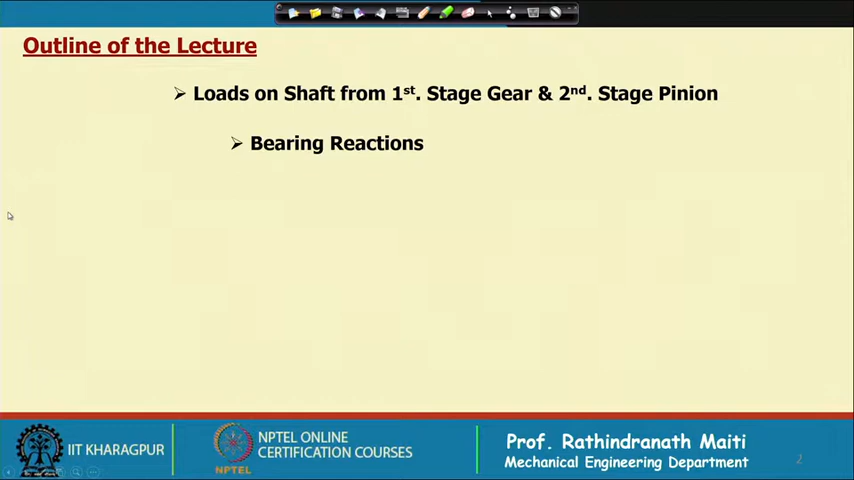 Outline of the Lecture
➢ Loads on Shaft from 1st. Stage Gear & 2nd. Stage Pinion
➢ Bearing Reactions
IIT KHARAGPUR
NPTEL
NPTEL ONLINE
CERTIFICATION COURSES
Prof. Rathindranath Maiti
Mechanical Engineering Department
2